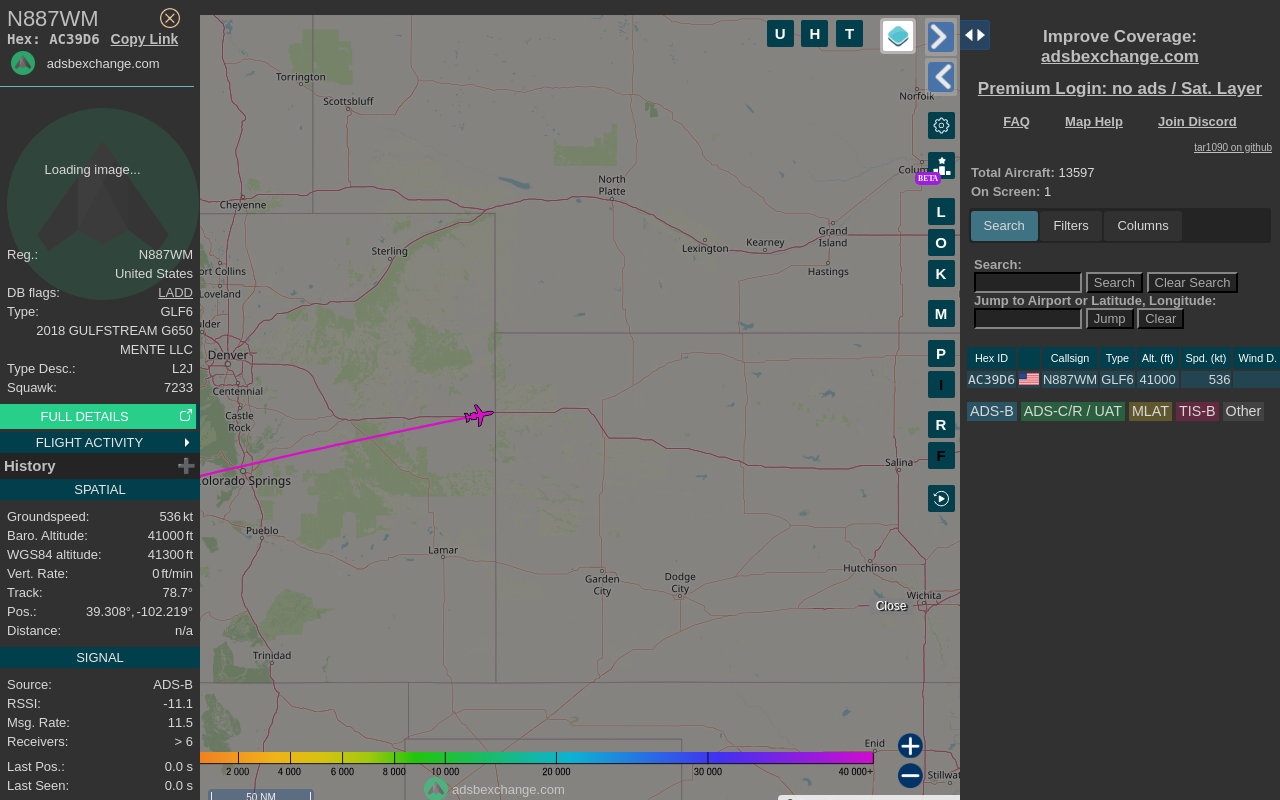 N887WM
Hex: AC39D6 Copy Link
adsbexchange.com
Loading image...
Reg.: N887WM
United States
DB flags: LADD
Type: GLF6
2018 GULFSTREAM G650
MENTE LLC
Type Desc.: L2J
Squawk: 7233
FULL DETAILS
FLIGHT ACTIVITY
History
SPATIAL
Groundspeed: 536 kt
Baro. Altitude: 41000 ft
WGS84 altitude: 41300 ft
Vert. Rate: 0 ft/min
Track: 78.7°
Pos.: 39.308°, -102.219°
Distance: n/a
SIGNAL
Source: ADS-B
RSSI: -11.1
Msg. Rate: 11.5
Receivers: > 6
Last Pos.: 0.0 s
Last Seen: 0.0 s
U H T
Torrington
Scottsbluff
Norfolk
North
Platte
Colum
BETA
Cheyenne
Sterling
Lexington
Kearney
Grand
Island
Hastings
ort Collins
Loveland
ulder
Denver
Centennial
Castle
Rock
olorado Springs
Pueblo
Lamar
Garden
City
Dodge
City
Salina
Hutchinson
Wichita
Trinidad
Enid
Stillwat
L
O
K
M
P
I
R
F
Close
2 000 4 000 6 000 8 000 10 000 20 000 30 000 40 000+
adsbexchange.com
50 NM
Improve Coverage:
adsbexchange.com
Premium Login: no ads / Sat. Layer
FAQ Map Help Join Discord
tar1090 on github
Total Aircraft: 13597
On Screen: 1
Search Filters Columns
Search:
Search Clear Search
Jump to Airport or Latitude, Longitude:
Jump Clear
Hex ID Callsign Type Alt. (ft) Spd. (kt) Wind D.
AC39D6 N887WM GLF6 41000 536
ADS-B ADS-C/R / UAT MLAT TIS-B Other